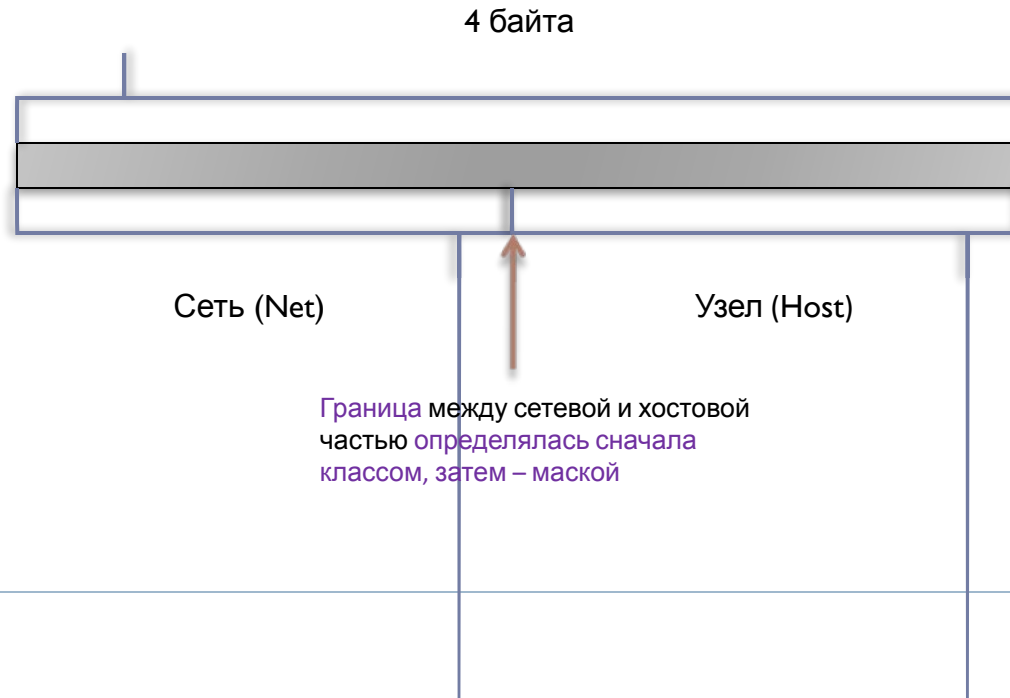 4 байта
Сеть (Net)
Узел (Host)
Граница между сетевой и хостовой
частью определялась сначала
классом, затем – маской